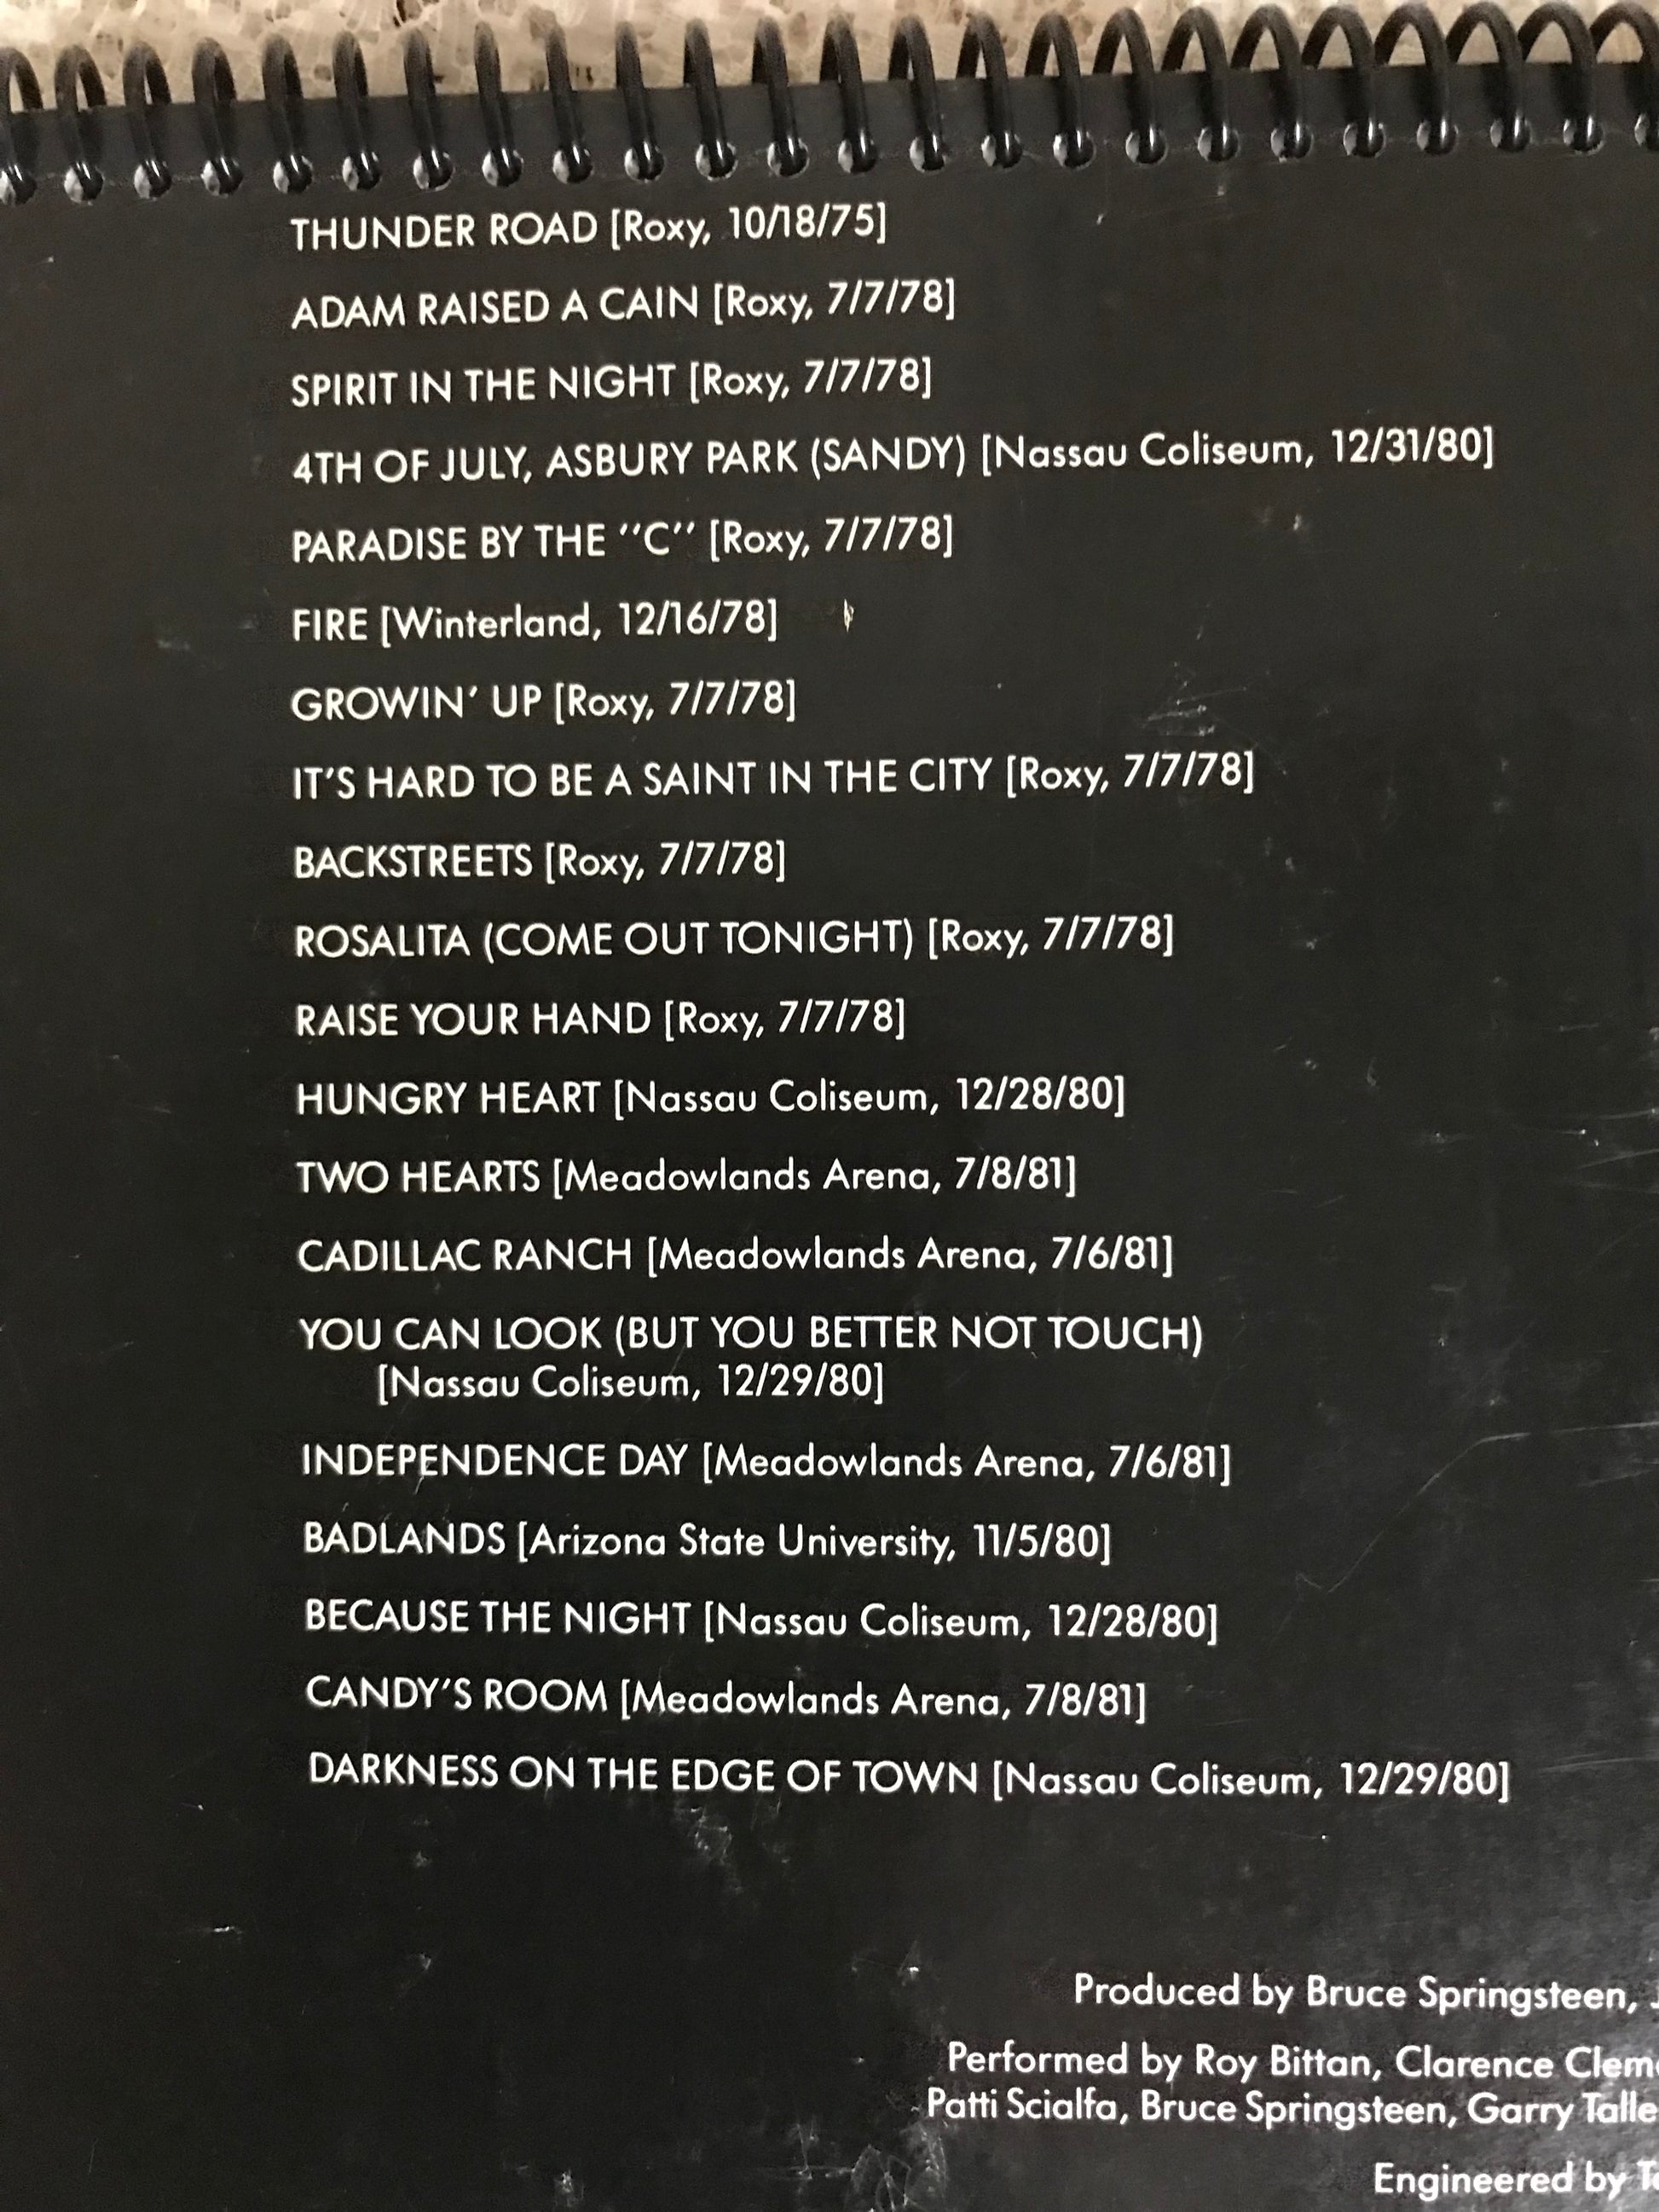 THUNDER ROAD [Roxy, 10/18/75]
ADAM RAISED A CAIN [Roxy, 7/7/78]
SPIRIT IN THE NIGHT [Roxy, 7/7/78]
4TH OF JULY, ASBURY PARK (SANDY) [Nassau Coliseum, 12/31/80]
PARADISE BY THE "C" [Roxy, 7/7/78]
FIRE [Winterland, 12/16/78]
GROWIN' UP [Roxy, 7/7/78]
IT'S HARD TO BE A SAINT IN THE CITY [Roxy, 7/7/78]
BACKSTREETS [Roxy, 7/7/78]
ROSALITA (COME OUT TONIGHT) [Roxy, 7/7/78]
RAISE YOUR HAND [Roxy, 7/7/78]
HUNGRY HEART [Nassau Coliseum, 12/28/80]
TWO HEARTS [Meadowlands Arena, 7/8/81]
CADILLAC RANCH [Meadowlands Arena, 7/6/81]
YOU CAN LOOK (BUT YOU BETTER NOT TOUCH)
[Nassau Coliseum, 12/29/80]
INDEPENDENCE DAY [Meadowlands Arena, 7/6/81]
BADLANDS [Arizona State University, 11/5/80]
BECAUSE THE NIGHT [Nassau Coliseum, 12/28/80]
CANDY'S ROOM [Meadowlands Arena, 7/8/81]
DARKNESS ON THE EDGE OF TOWN [Nassau Coliseum, 12/29/80]
Produced by Bruce Springsteen,
Performed by Roy Bittan, Clarence
Patti Scialfa, Bruce Springsteen, Garry
Engineered by